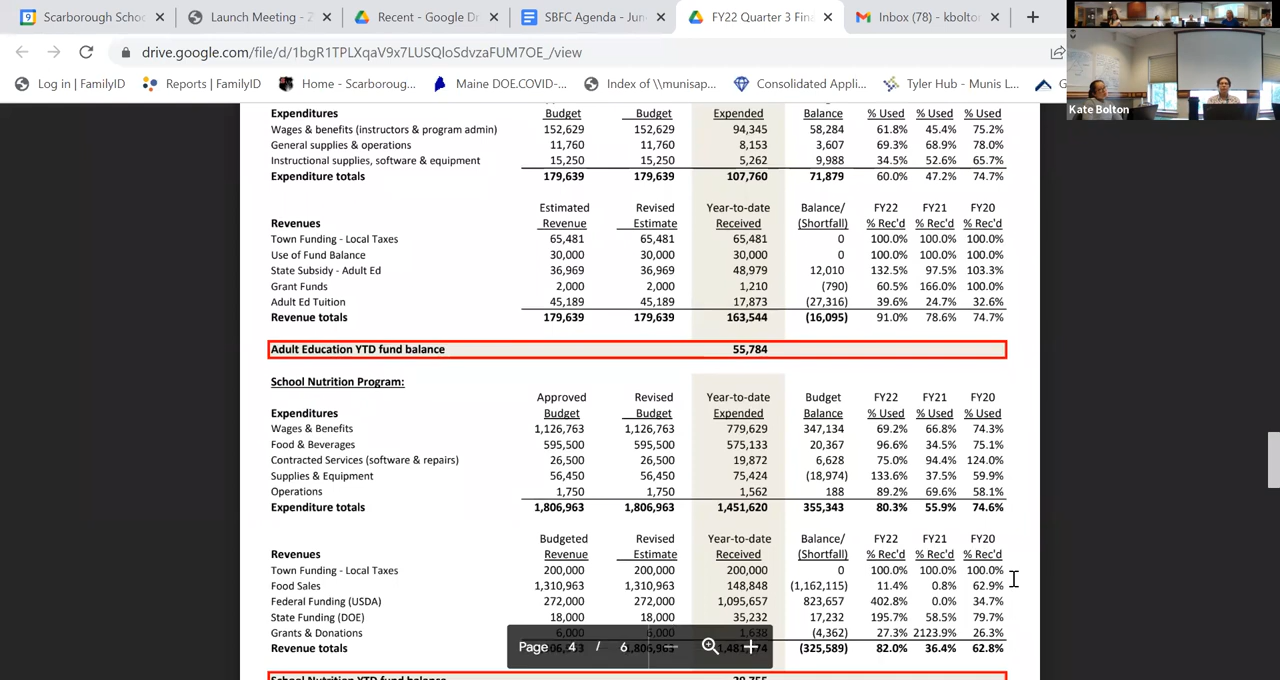 Scarborough Schoo
Launch Meeting - Z
Recent - Google Dr
SBFC Agenda - Jun
FY22 Quarter 3 Fin
Inbox (78) - kbolto
drive.google.com/file/d/1bgR1TPLXqaV9x7LUSQloSdvzaFUM7OE_/view
Log in | FamilyID
Reports | FamilyID
Home - Scarboroug...
Maine DOE.COVID-...
Index of \\munisap...
Consolidated Appli...
Tyler Hub - Munis L...
Kate Bolton
Expenditures Budget Budget Expended Balance % Used % Used % Used
Wages & benefits (instructors & program admin) 152,629 152,629 94,345 58,284 61.8% 45.4% 75.2%
General supplies & operations 11,760 11,760 8,153 3,607 69.3% 68.9% 78.0%
Instructional supplies, software & equipment 15,250 15,250 5,262 9,988 34.5% 52.6% 65.7%
Expenditure totals 179,639 179,639 107,760 71,879 60.0% 47.2% 74.7%
Estimated Revised Year-to-date Balance/ FY22 FY21 FY20
Revenues Revenue Estimate Received (Shortfall) % Rec'd % Rec'd % Rec'd
Town Funding - Local Taxes 65,481 65,481 65,481 0 100.0% 100.0% 100.0%
Use of Fund Balance 30,000 30,000 30,000 0 100.0% 100.0% 100.0%
State Subsidy - Adult Ed 36,969 36,969 48,979 12,010 132.5% 97.5% 103.3%
Grant Funds 2,000 2,000 1,210 (790) 60.5% 166.0% 100.0%
Adult Ed Tuition 45,189 45,189 17,873 (27,316) 39.6% 24.7% 32.6%
Revenue totals 179,639 179,639 163,544 (16,095) 91.0% 78.6% 74.7%
Adult Education YTD fund balance 55,784
School Nutrition Program:
Approved Revised Year-to-date Budget FY22 FY21 FY20
Expenditures Budget Budget Expended Balance % Used % Used % Used
Wages & Benefits 1,126,763 1,126,763 779,629 347,134 69.2% 66.8% 74.3%
Food & Beverages 595,500 595,500 575,133 20,367 96.6% 34.5% 75.1%
Contracted Services (software & repairs) 26,500 26,500 19,872 6,628 75.0% 94.4% 124.0%
Supplies & Equipment 56,450 56,450 75,424 (18,974) 133.6% 37.5% 59.9%
Operations 1,750 1,750 1,562 188 89.2% 69.6% 58.1%
Expenditure totals 1,806,963 1,806,963 1,451,620 355,343 80.3% 55.9% 74.6%
Budgeted Revised Year-to-date Balance/ FY22 FY21 FY20
Revenues Revenue Estimate Received (Shortfall) % Rec'd % Rec'd % Rec'd
Town Funding - Local Taxes 200,000 200,000 200,000 0 100.0% 100.0% 100.0%
Food Sales 1,310,963 1,310,963 148,848 (1,162,115) 11.4% 0.8% 62.9%
Federal Funding (USDA) 272,000 272,000 1,095,657 823,657 402.8% 0.0% 34.7%
State Funding (DOE) 18,000 18,000 35,232 17,232 195.7% 58.5% 79.7%
Grants & Donations 6,000 6,000 1,638 (4,362) 27.3% 2123.9% 26.3%
Revenue totals (325,589) 82.0% 36.4% 62.8%
Page 4 / 6
School Nutrition YTD fund balance